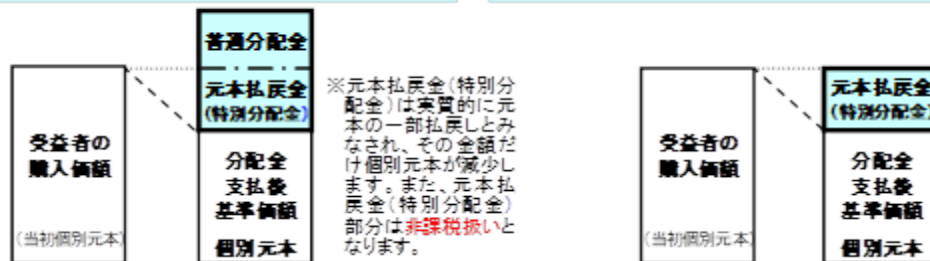 普通分配金
元本払戻金
(特別分配金)
受益者の
購入価額
(当初個別元本)
分配金
支払後
基準価額
個別元本
※元本払戻金(特別分
配金)は実質的に元
本の一部払戻しとみ
なされ、その金額だ
け個別元本が減少し
ます。また、元本払
戻金(特別分配金)
部分は非課税扱いと
なります。
受益者の
購入価額
(当初個別元本)
元本払戻金
(特別分配金)
分配金
支払後
基準価額
個別元本